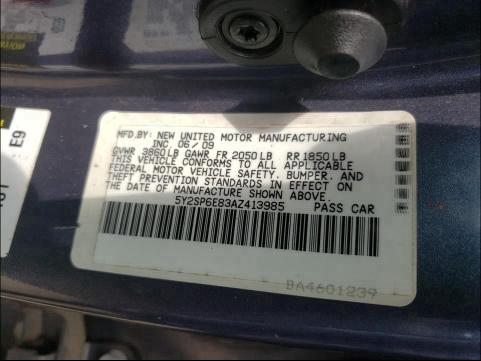 MFD.BY: NEW UNITED MOTOR MANUFACTURING
INC. 06 / 09
GVWR 3860LB GAWR FR 2050LB RR 1850LB
THIS VEHICLE CONFORMS TO ALL APPLICABLE
FEDERAL MOTOR VEHICLE SAFETY, BUMPER, AND
THEFT PREVENTION STANDARDS IN EFFECT ON
THE DATE OF MANUFACTURE SHOWN ABOVE.
5Y2SP6E83AZ413985 PASS CAR
BA4601239
E9